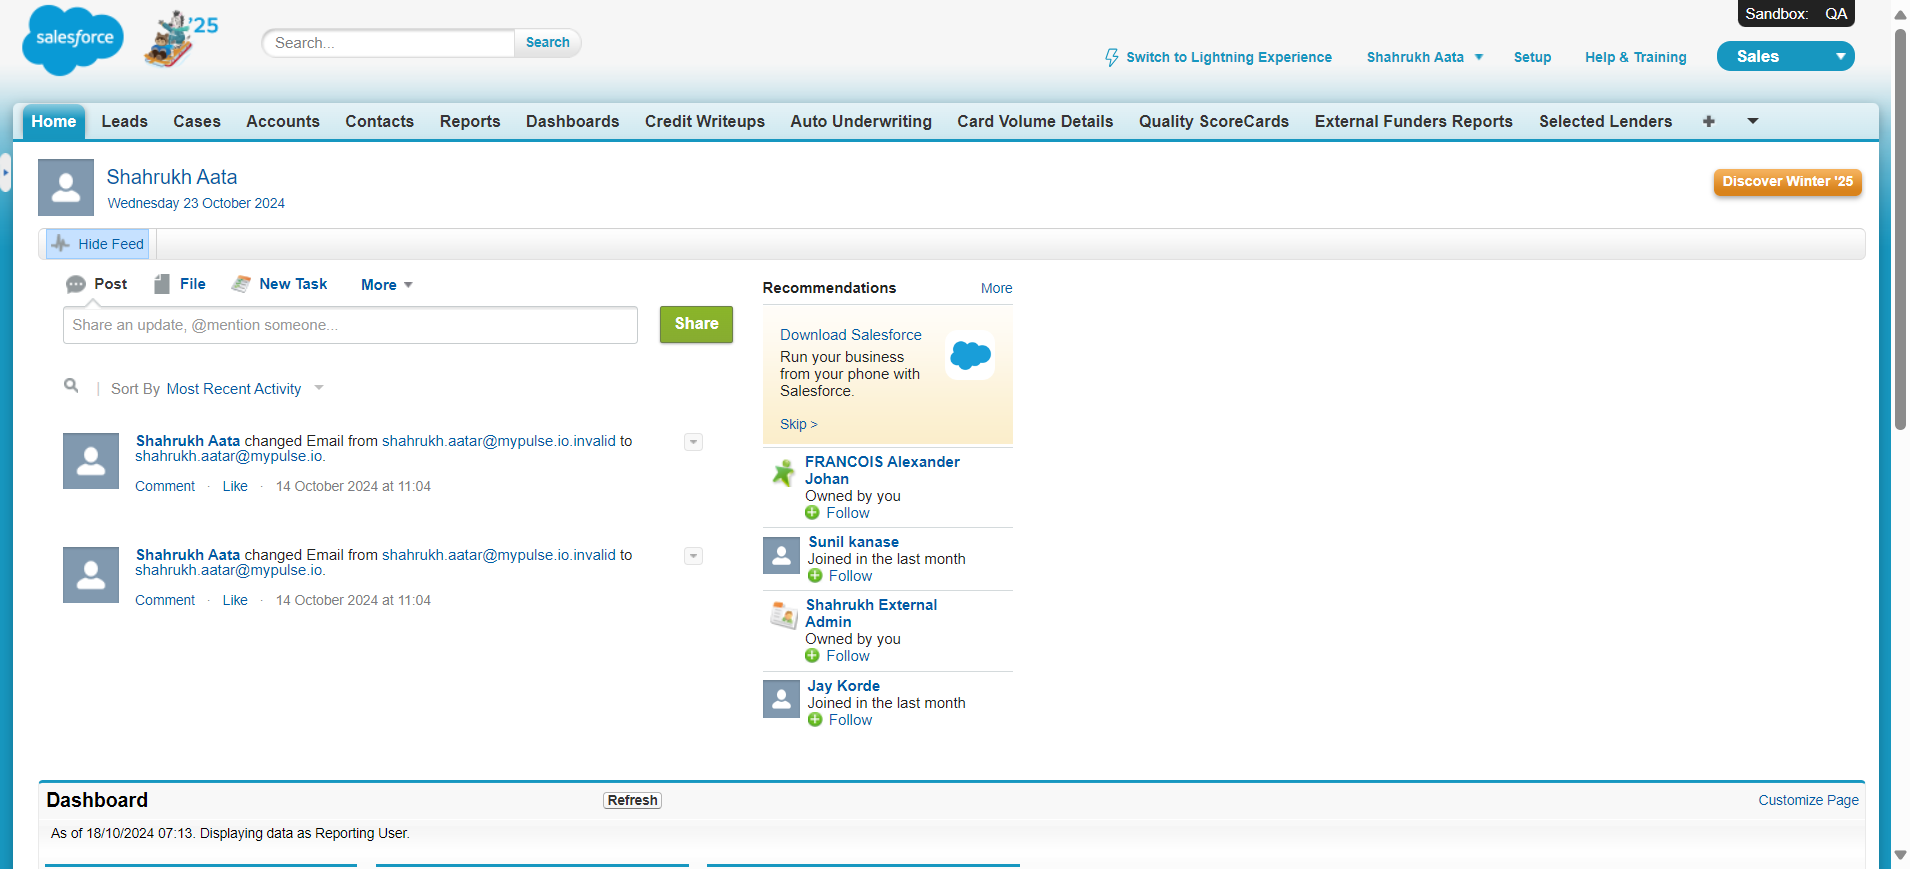 Sandbox: QA
salesforce
'25
Search...
Search
Switch to Lightning Experience
Shahrukh Aata
Setup
Help & Training
Sales
Home
Leads
Cases
Accounts
Contacts
Reports
Dashboards
Credit Writeups
Auto Underwriting
Card Volume Details
Quality ScoreCards
External Funders Reports
Selected Lenders
Shahrukh Aata
Wednesday 23 October 2024
Discover Winter '25
Hide Feed
Post
File
New Task
More
Share an update, @mention someone...
Share
Sort By Most Recent Activity
Shahrukh Aata changed Email from shahrukh.aatar@mypulse.io.invalid to
shahrukh.aatar@mypulse.io.
Comment · Like · 14 October 2024 at 11:04
Shahrukh Aata changed Email from shahrukh.aatar@mypulse.io.invalid to
shahrukh.aatar@mypulse.io.
Comment · Like · 14 October 2024 at 11:04
Recommendations
More
Download Salesforce
Run your business
from your phone with
Salesforce.
Skip >
FRANCOIS Alexander
Johan
Owned by you
Follow
Sunil kanase
Joined in the last month
Follow
Shahrukh External
Admin
Owned by you
Follow
Jay Korde
Joined in the last month
Follow
Dashboard
Refresh
Customize Page
As of 18/10/2024 07:13. Displaying data as Reporting User.